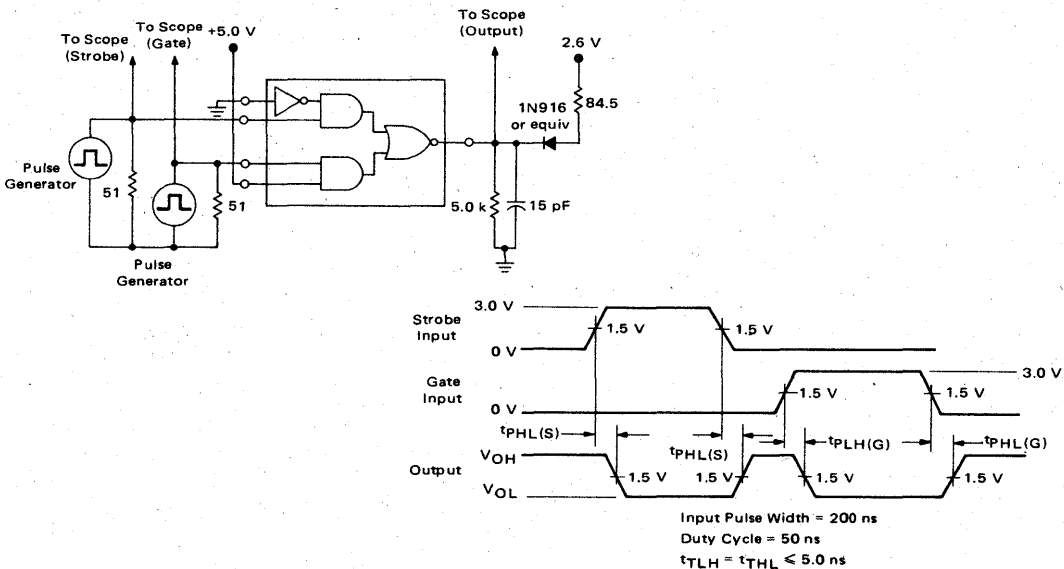 To Scope
(Strobe)
To Scope
(Gate)
+5.0 V
To Scope
(Output)
2.6 V
84.5
1N916
or equiv
Pulse
Generator
51
51
Pulse
Generator
5.0 k
15 pF
Strobe
Input
3.0 V
0 V
1.5 V
1.5 V
Gate
Input
3.0 V
0 V
1.5 V
1.5 V
tPHL(S)
tPHL(S)
tPLH(G)
tPHL(G)
Output
VOH
VOL
1.5 V
1.5 V
1.5 V
1.5 V
Input Pulse Width = 200 ns
Duty Cycle = 50 ns
tTLH = tTHL ≤ 5.0 ns